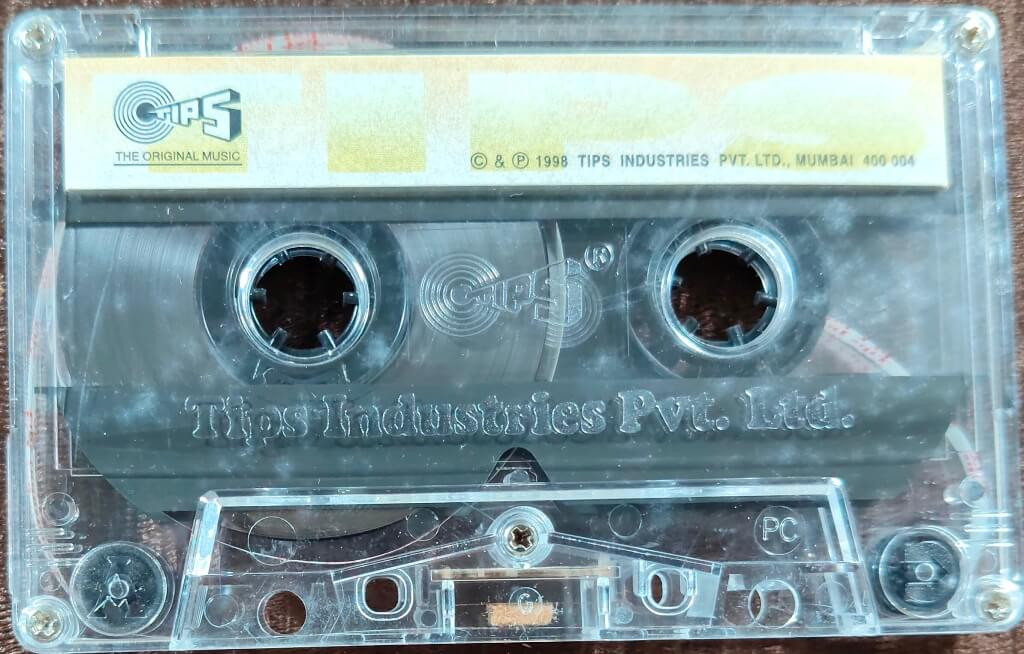 TIPS
THE ORIGINAL MUSIC
© & ℗ 1998 TIPS INDUSTRIES PVT. LTD., MUMBAI 400 004
TIPS ®
Tips Industries Pvt. Ltd.
PC
G